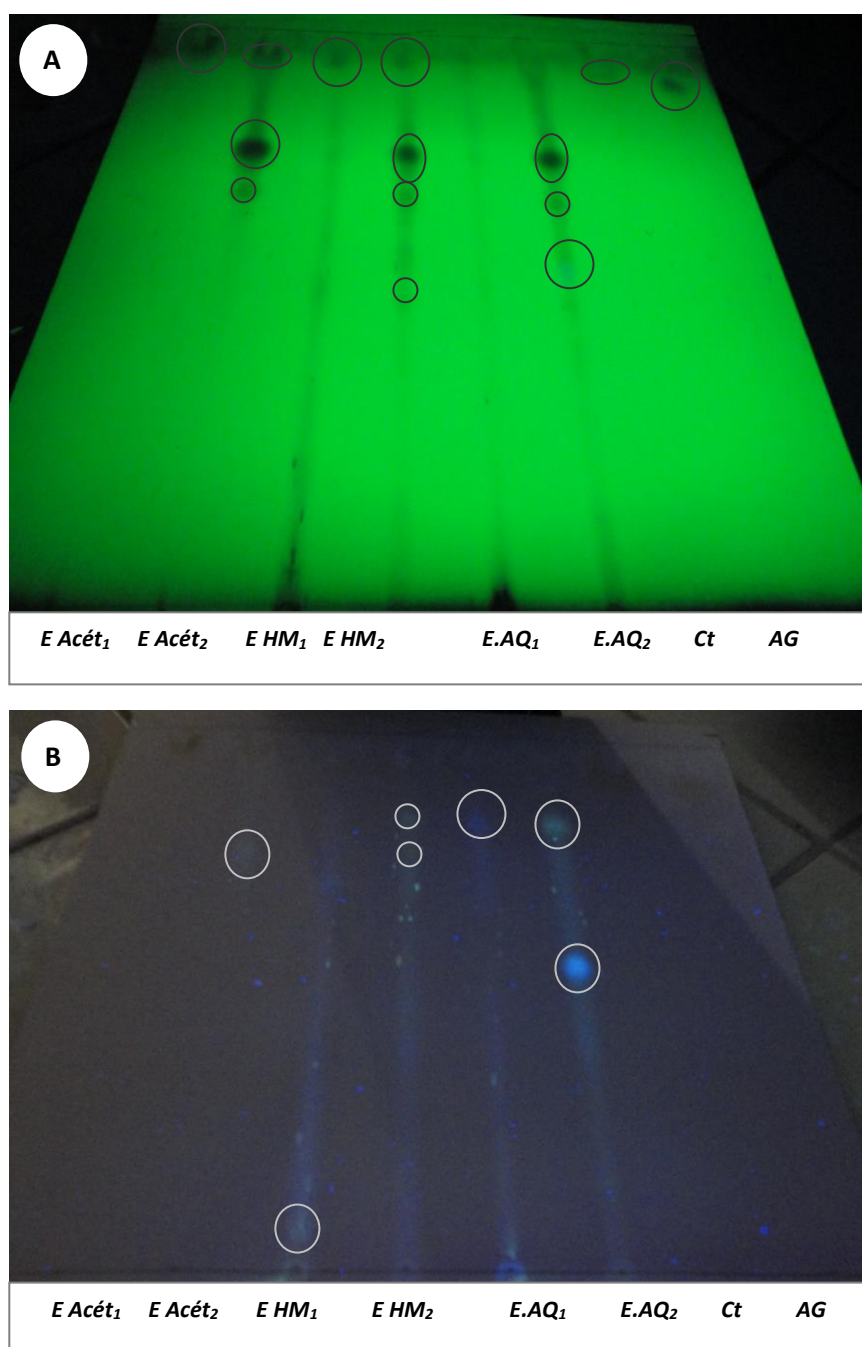 A
E Acét₁ E Acét₂ E HM₁ E HM₂ E.AQ₁ E.AQ₂ Ct AG
B
E Acét₁ E Acét₂ E HM₁ E HM₂ E.AQ₁ E.AQ₂ Ct AG